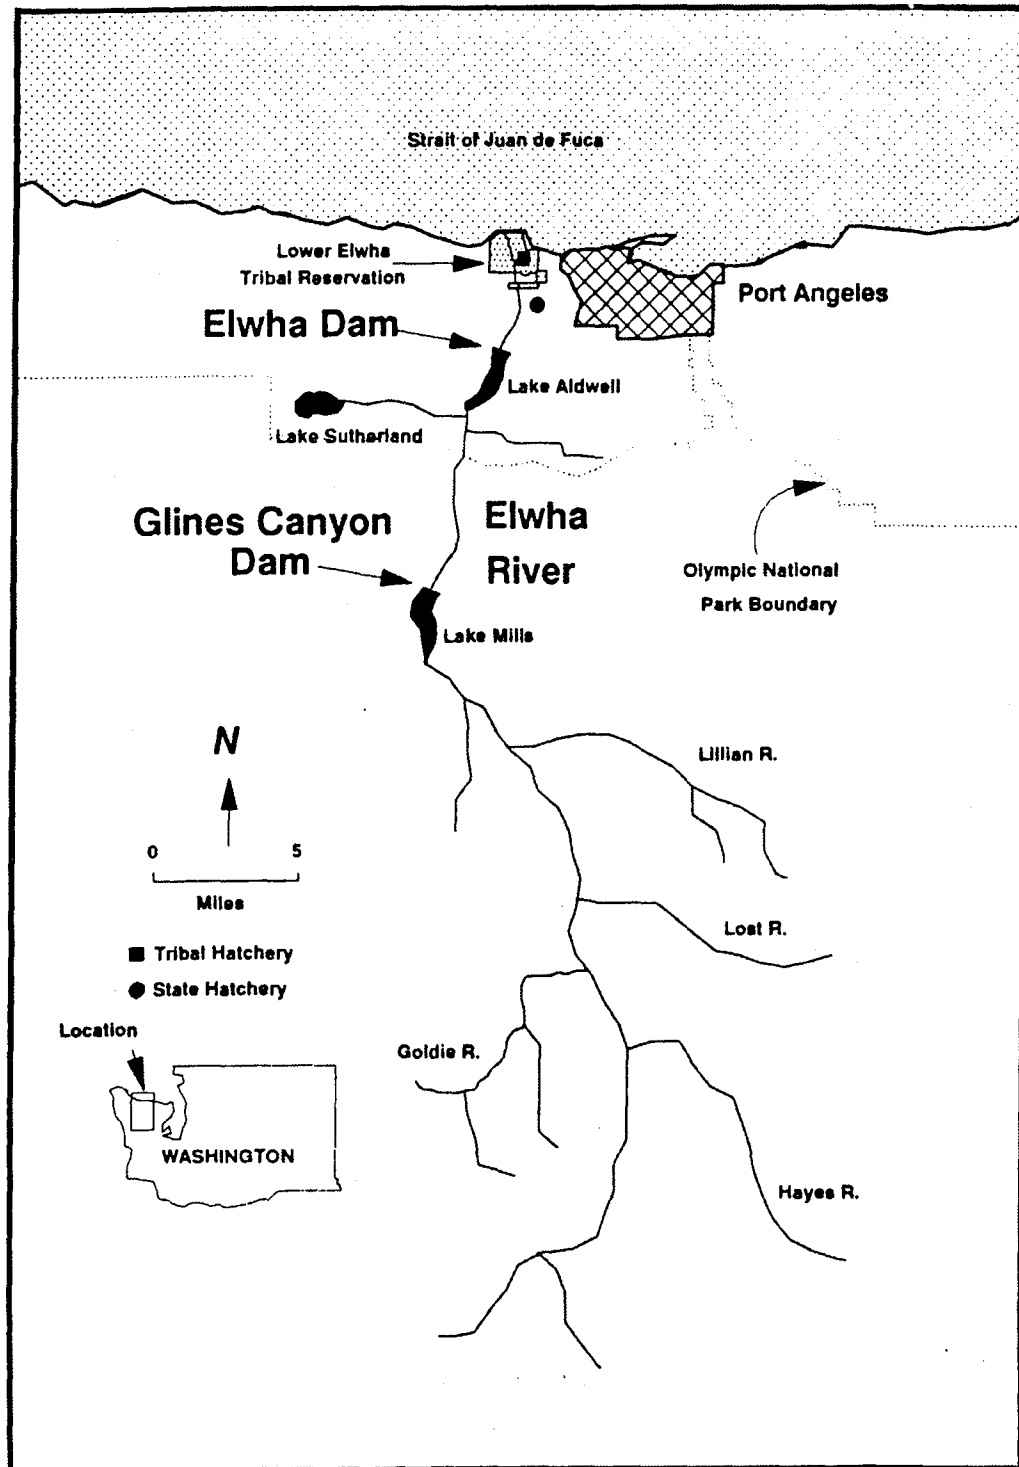 Strait of Juan de Fuca
Lower Elwha
Tribal Reservation
Port Angeles
Elwha Dam
Lake Aldwell
Lake Sutherland
Glines Canyon
Dam
Elwha
River
Olympic National
Park Boundary
Lake Mills
N
Lillian R.
0 5
Miles
Lost R.
Tribal Hatchery
State Hatchery
Location
Goldie R.
WASHINGTON
Hayes R.